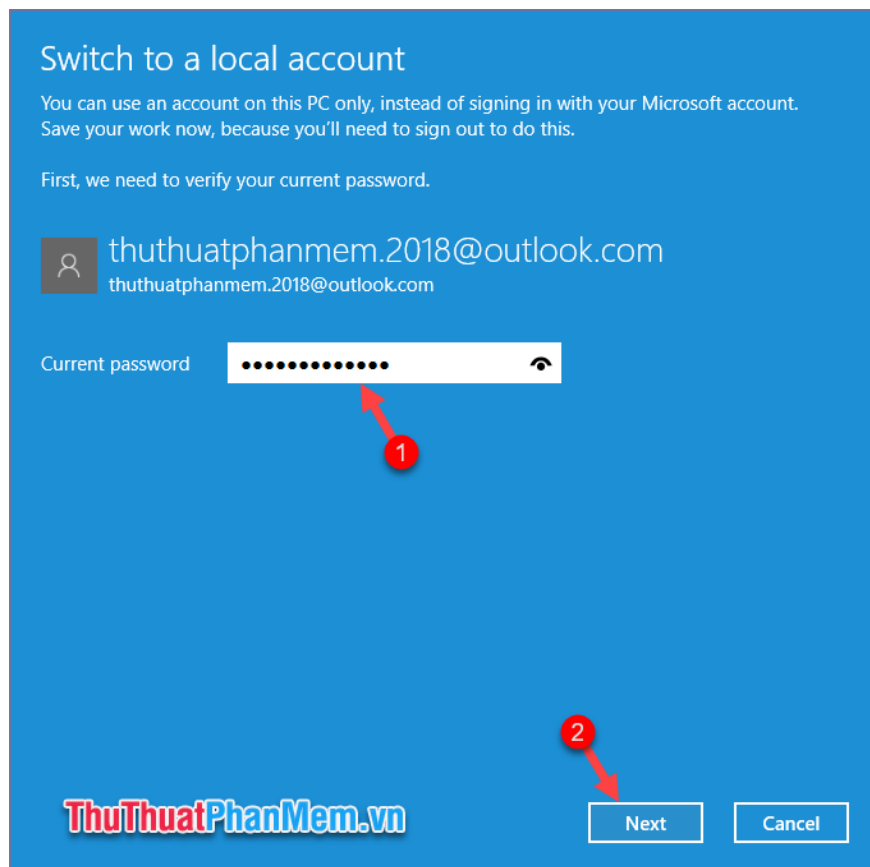 Switch to a local account
You can use an account on this PC only, instead of signing in with your Microsoft account.
Save your work now, because you'll need to sign out to do this.
First, we need to verify your current password.
thuthuatphanmem.2018@outlook.com
thuthuatphanmem.2018@outlook.com
Current password •••••••••••••
1
2
ThuThuatPhanMem.vn
Next Cancel